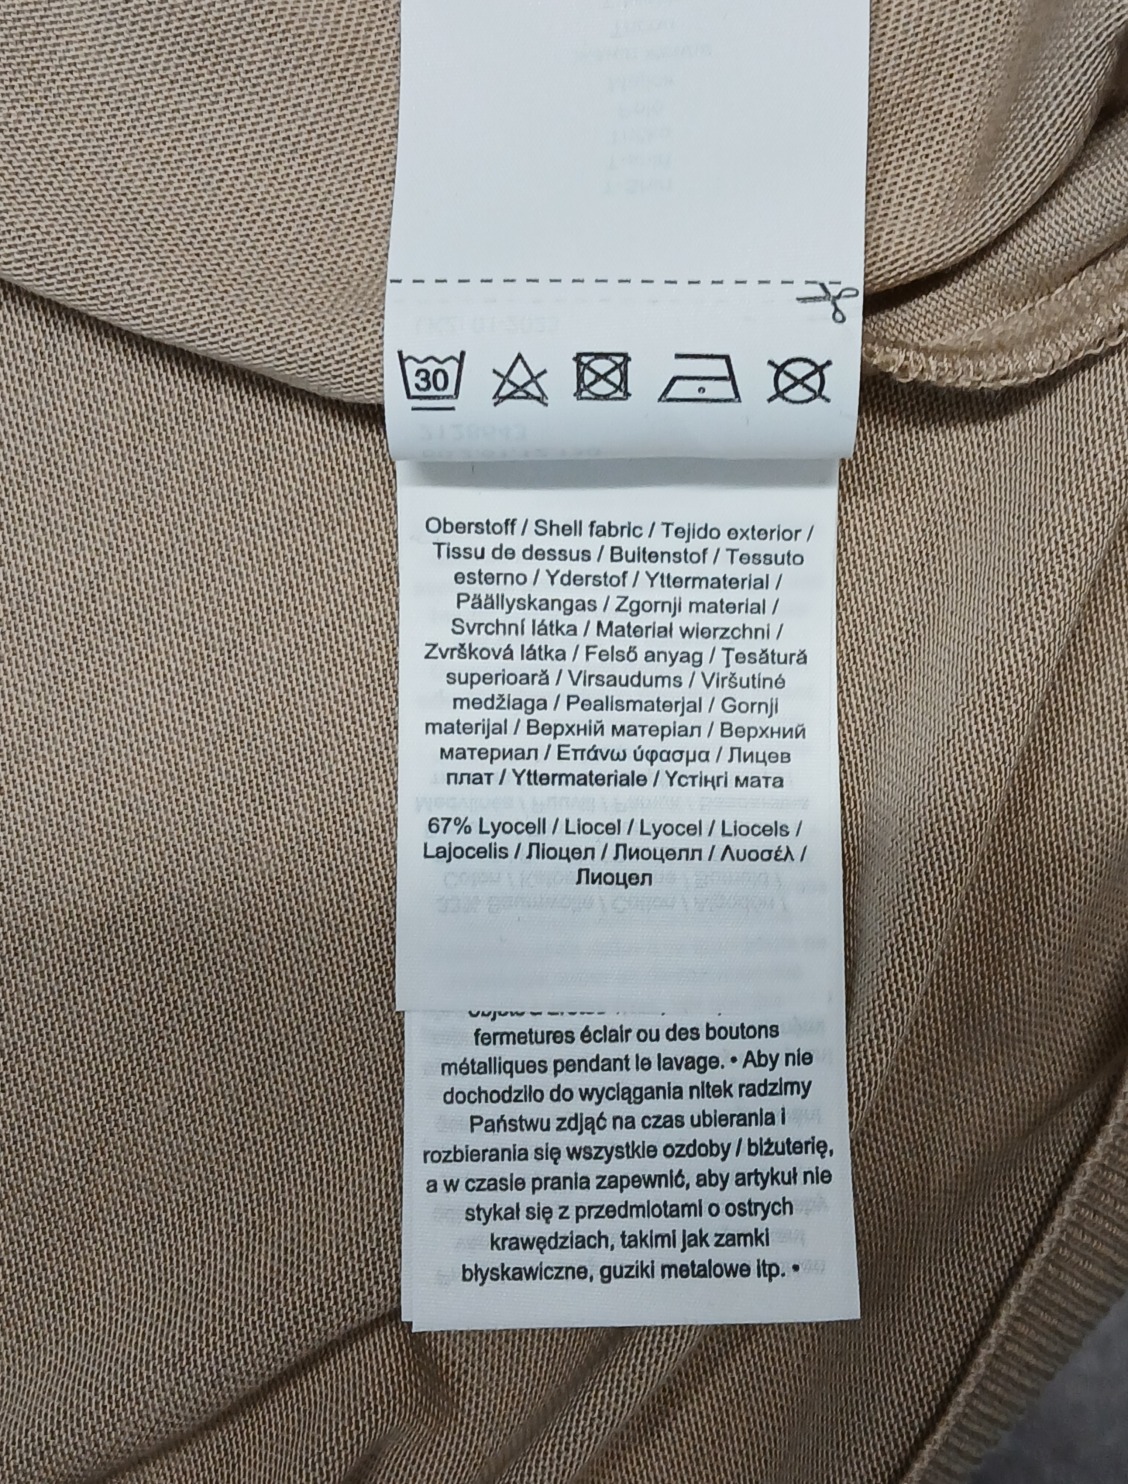 30
Oberstoff / Shell fabric / Tejido exterior /
Tissu de dessus / Buitenstof / Tessuto
esterno / Yderstof / Yttermaterial /
Päällyskangas / Zgornji material /
Svrchní látka / Materiał wierzchni /
Zvršková látka / Felső anyag / Ţesătură
superioară / Virsaudums / Viršutinė
medžiaga / Pealismaterjal / Gornji
materijal / Верхній матеріал / Верхний
материал / Επάνω ύφασμα / Лицев
плат / Yttermateriale / Үстіңгі мата
67% Lyocell / Liocel / Lyocel / Liocels /
Lajocelis / Ліоцел / Лиоцелл / Λυοσέλ /
Лиоцел
fermetures éclair ou des boutons
métalliques pendant le lavage. • Aby nie
dochodziło do wyciągania nitek radzimy
Państwu zdjąć na czas ubierania i
rozbierania się wszystkie ozdoby / biżuterię,
a w czasie prania zapewnić, aby artykuł nie
stykał się z przedmiotami o ostrych
krawędziach, takimi jak zamki
błyskawiczne, guziki metalowe itp. •